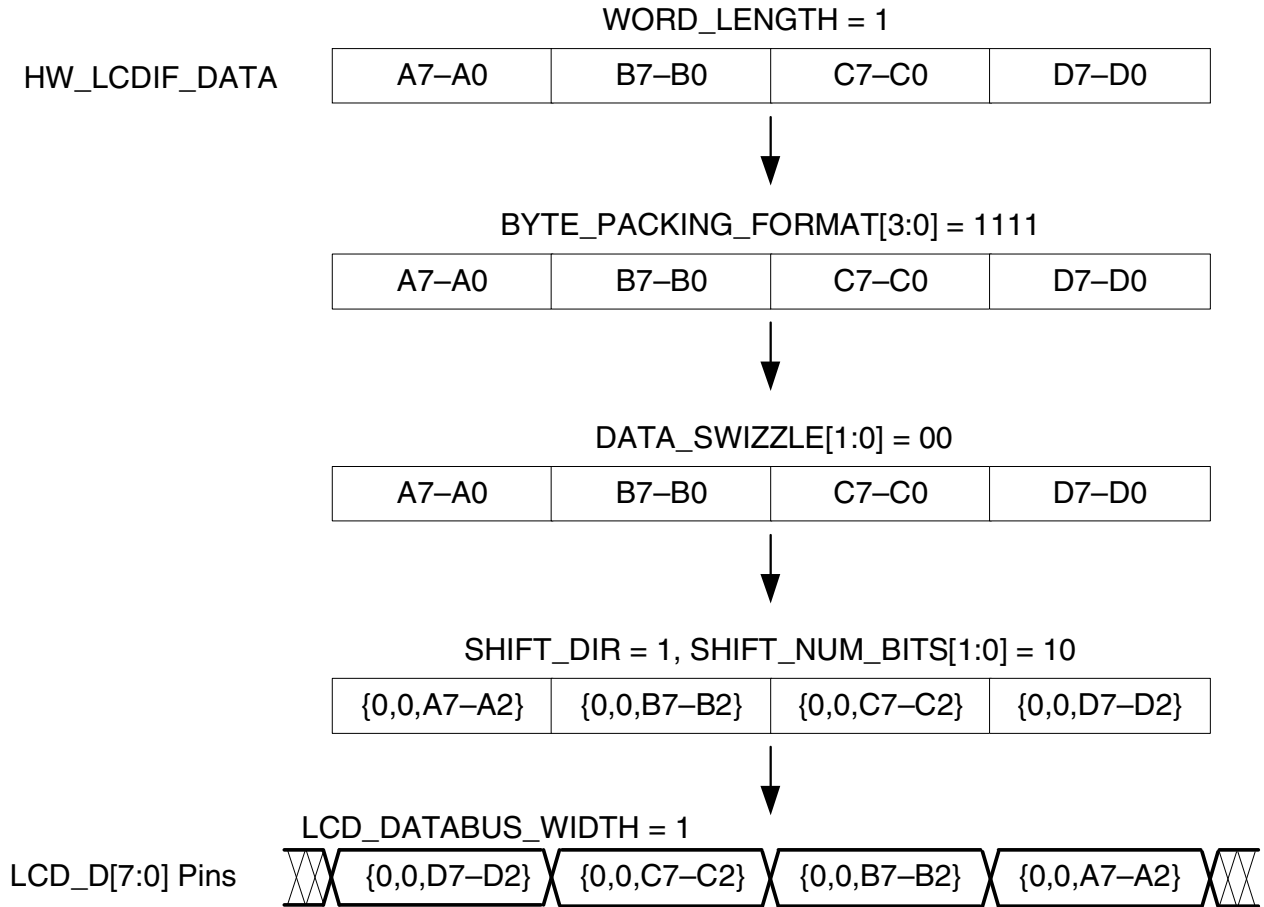 WORD_LENGTH = 1
HW_LCDIF_DATA A7–A0 B7–B0 C7–C0 D7–D0
BYTE_PACKING_FORMAT[3:0] = 1111
A7–A0 B7–B0 C7–C0 D7–D0
DATA_SWIZZLE[1:0] = 00
A7–A0 B7–B0 C7–C0 D7–D0
SHIFT_DIR = 1, SHIFT_NUM_BITS[1:0] = 10
{0,0,A7–A2} {0,0,B7–B2} {0,0,C7–C2} {0,0,D7–D2}
LCD_DATABUS_WIDTH = 1
LCD_D[7:0] Pins {0,0,D7–D2} {0,0,C7–C2} {0,0,B7–B2} {0,0,A7–A2}